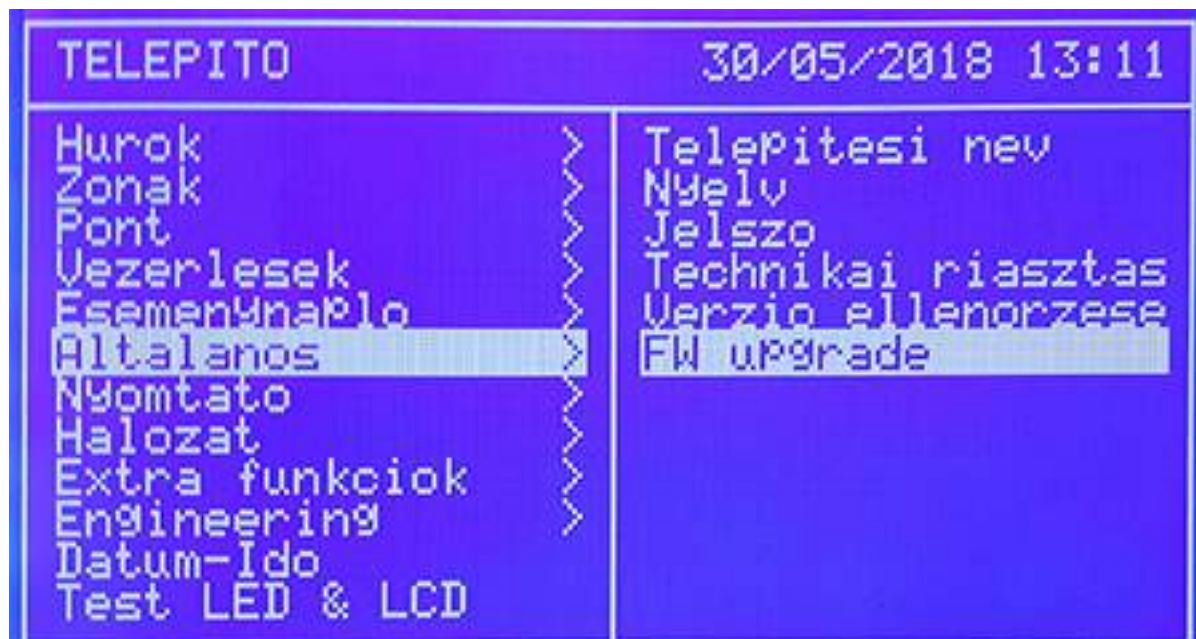 TELEPITO 30/05/2018 13:11
Hurok >
Zonak >
Pont >
Vezerlesek >
Esemenynaplo >
Altalanos >
Nyomtato >
Halozat >
Extra funkciok >
Engineering >
Datum-Ido
Test LED & LCD
Telepitesi nev
Nyelv
Jelszo
Technikai riasztas
Verzio ellenorzese
FW upgrade